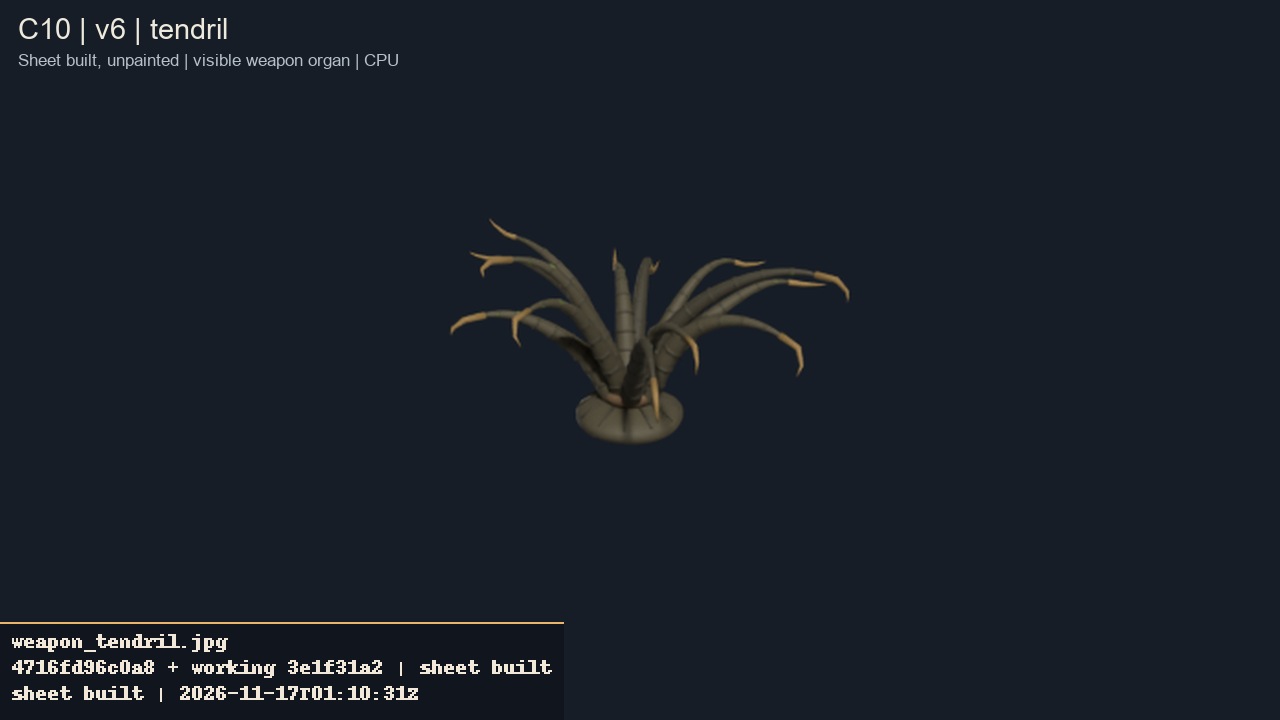 C10 | v6 | tendril
Sheet built, unpainted | visible weapon organ | CPU
weapon_tendril.jpg
4716fd96c0a8 + working 3e1f31a2 | sheet built
sheet built | 2026-11-17T01:10:31Z